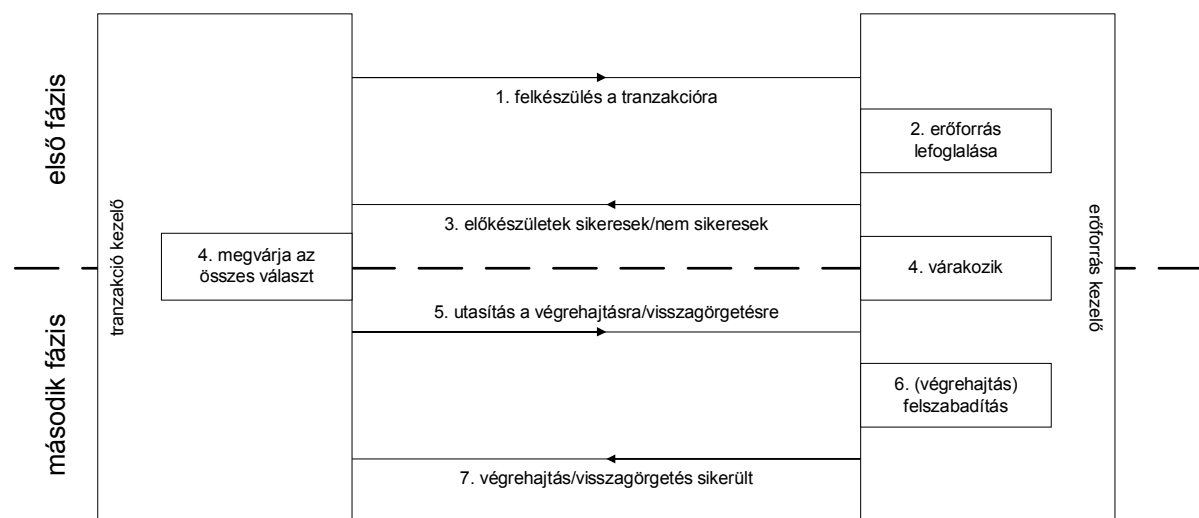 első fázis
1. felkészülés a tranzakcióra
2. erőforrás
lefoglalása
3. előkészületek sikeresek/nem sikeresek
tranzakció kezelő
4. megvárja az
összes választ
4. várakozik
erőforrás kezelő
második fázis
5. utasítás a végrehajtásra/visszagörgetésre
6. (végrehajtás)
felszabadítás
7. végrehajtás/visszagörgetés sikerült